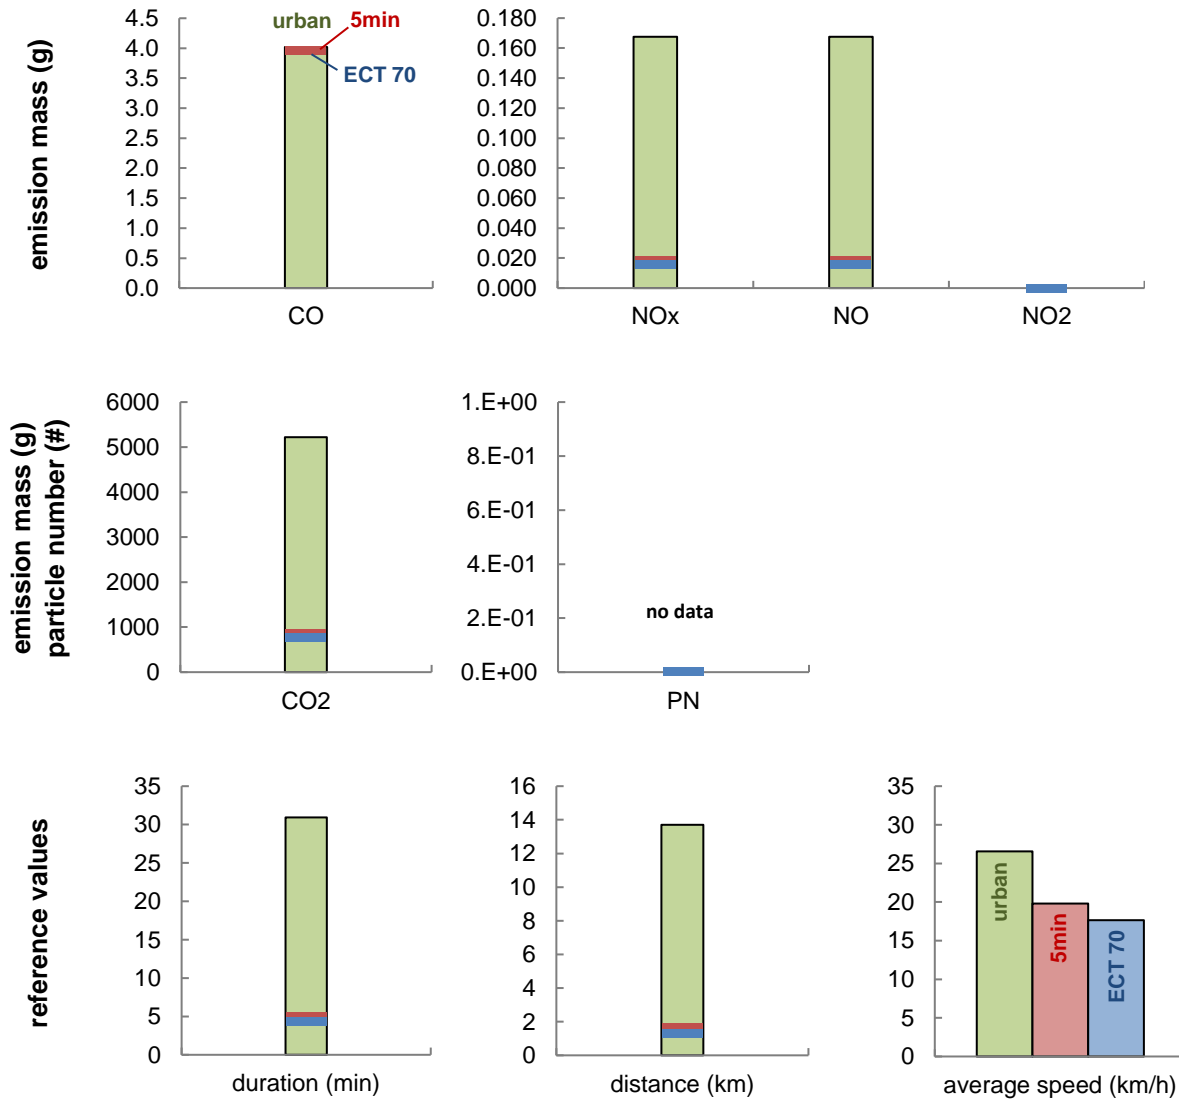 emission mass (g)
4.5
4.0
3.5
3.0
2.5
2.0
1.5
1.0
0.5
0.0
urban
5min
ECT 70
CO
0.180
0.160
0.140
0.120
0.100
0.080
0.060
0.040
0.020
0.000
NOx
NO
NO2
emission mass (g)
particle number (#)
6000
5000
4000
3000
2000
1000
0
CO2
1.E+00
8.E-01
6.E-01
4.E-01
2.E-01
0.E+00
no data
PN
reference values
35
30
25
20
15
10
5
0
duration (min)
16
14
12
10
8
6
4
2
0
distance (km)
35
30
25
20
15
10
5
0
urban
5min
ECT 70
average speed (km/h)